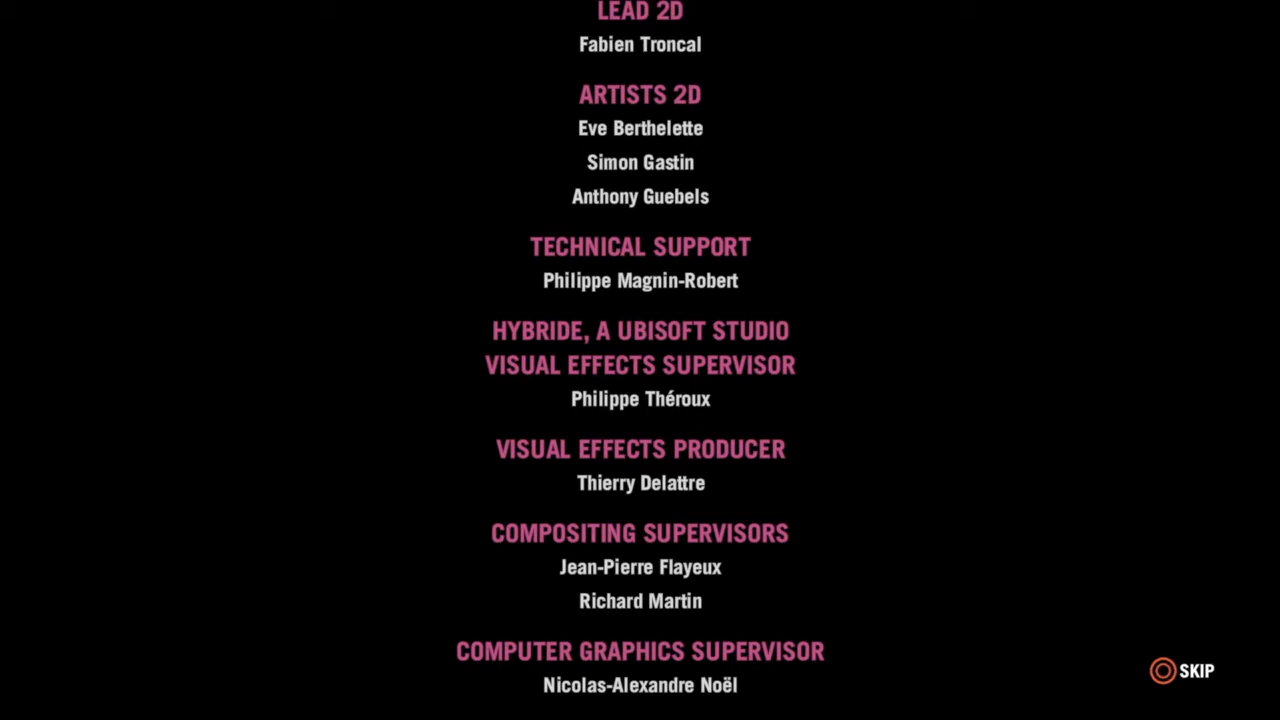 LEAD 2D
Fabien Troncal
ARTISTS 2D
Eve Berthelette
Simon Gastin
Anthony Guebels
TECHNICAL SUPPORT
Philippe Magnin-Robert
HYBRIDE, A UBISOFT STUDIO
VISUAL EFFECTS SUPERVISOR
Philippe Théroux
VISUAL EFFECTS PRODUCER
Thierry Delattre
COMPOSITING SUPERVISORS
Jean-Pierre Flayeux
Richard Martin
COMPUTER GRAPHICS SUPERVISOR
Nicolas-Alexandre Noël
SKIP